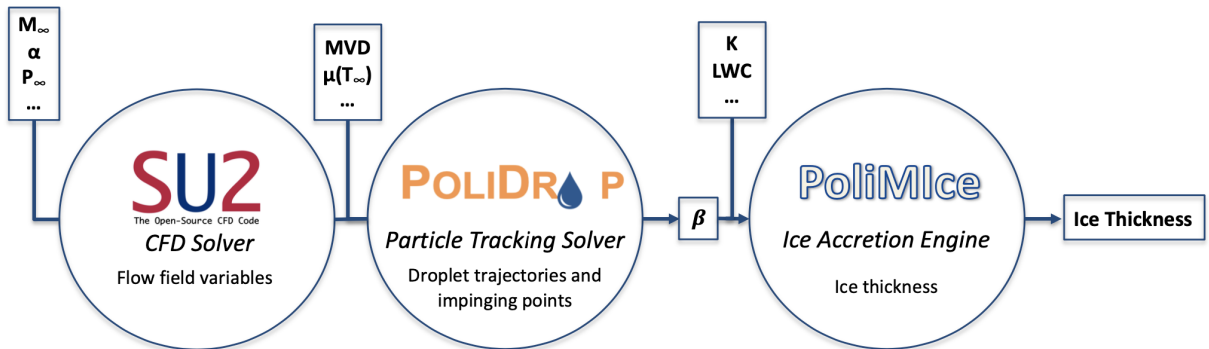 M∞
α
P∞
...
SU2
The Open-Source CFD Code
CFD Solver
Flow field variables
MVD
μ(T∞)
...
POLIDROP
Particle Tracking Solver
Droplet trajectories and
impinging points
β
K
LWC
...
PoliMIce
Ice Accretion Engine
Ice thickness
Ice Thickness